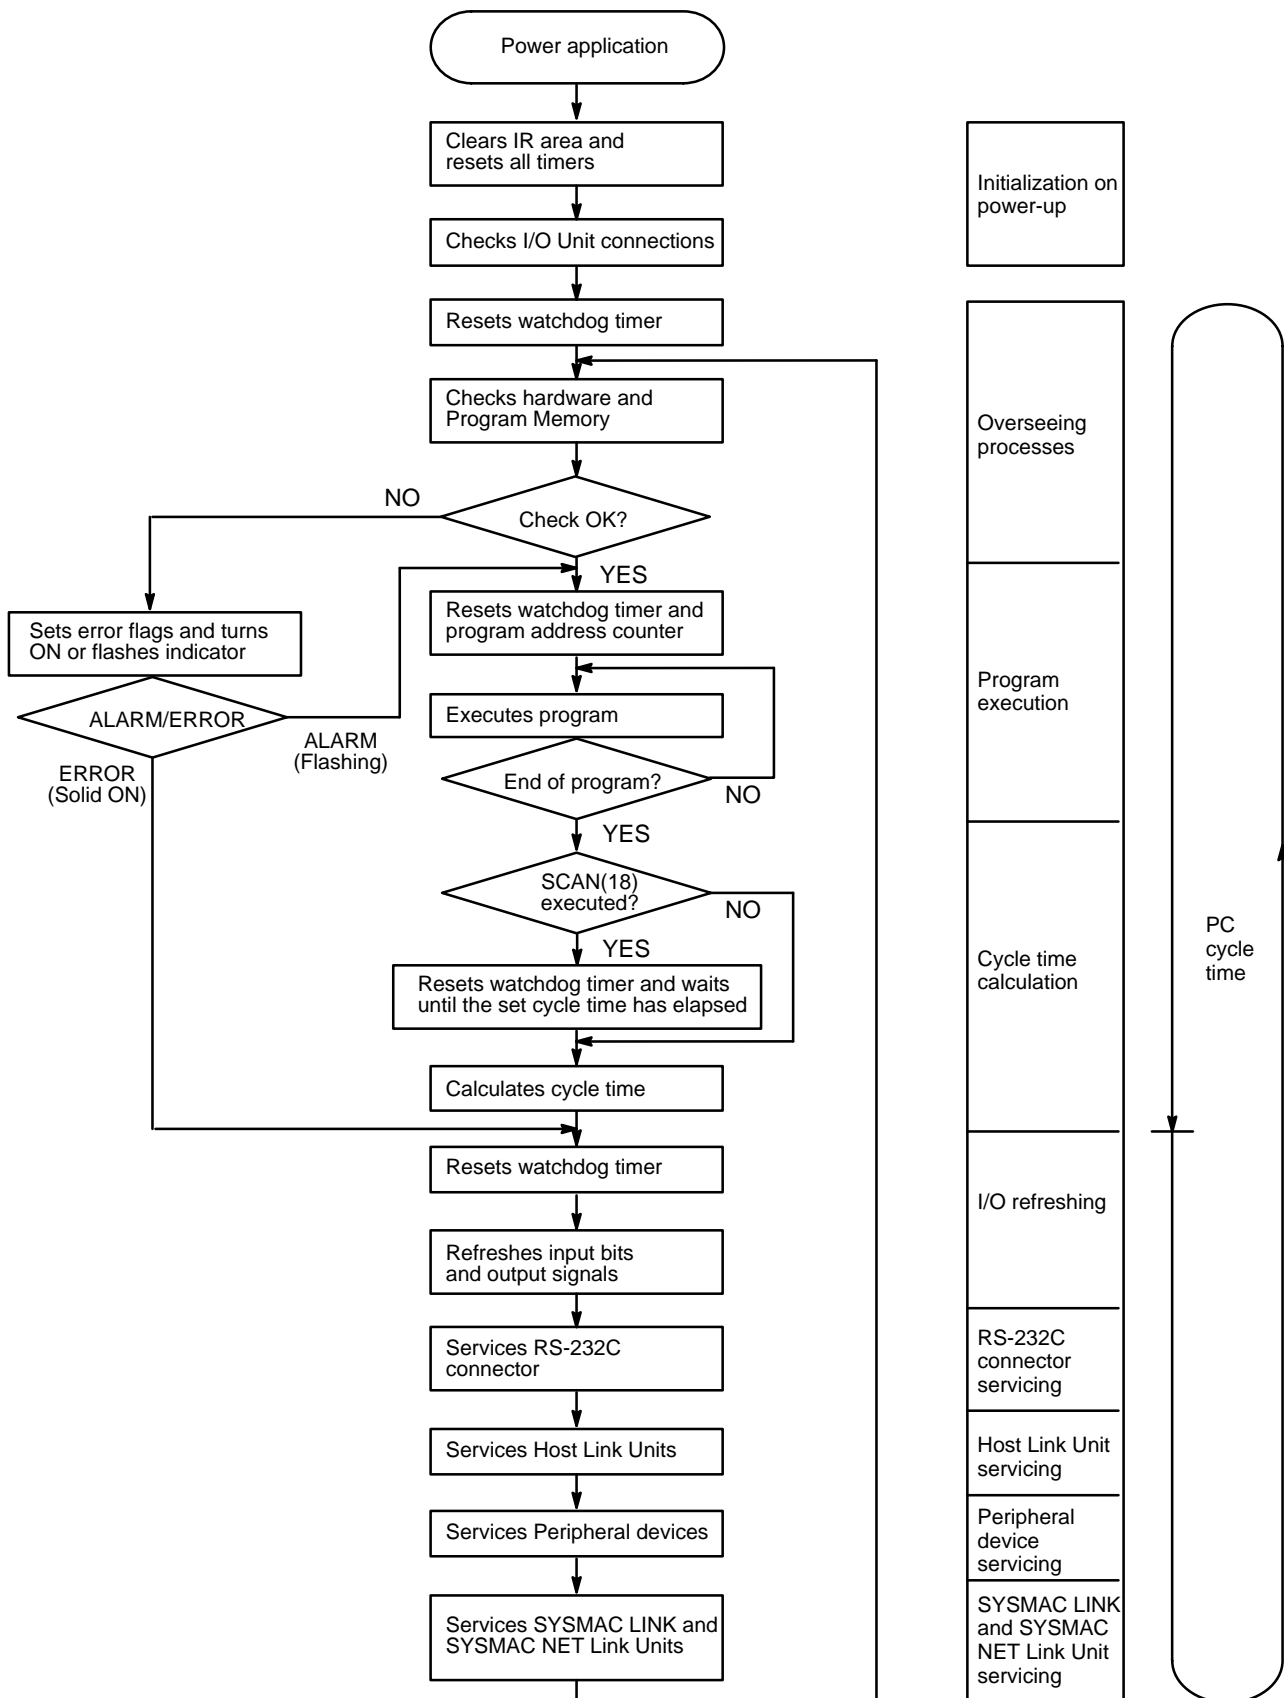 Power application
Clears IR area and
resets all timers
Checks I/O Unit connections
Resets watchdog timer
Checks hardware and
Program Memory
NO
Check OK?
YES
Sets error flags and turns
ON or flashes indicator
Resets watchdog timer and
program address counter
ALARM/ERROR
ALARM
(Flashing)
ERROR
(Solid ON)
Executes program
End of program?
NO
YES
SCAN(18)
executed?
NO
YES
Resets watchdog timer and waits
until the set cycle time has elapsed
Calculates cycle time
Resets watchdog timer
Refreshes input bits
and output signals
Services RS-232C
connector
Services Host Link Units
Services Peripheral devices
Services SYSMAC LINK and
SYSMAC NET Link Units
Initialization on
power-up
Overseeing
processes
Program
execution
Cycle time
calculation
I/O refreshing
RS-232C
connector
servicing
Host Link Unit
servicing
Peripheral
device
servicing
SYSMAC LINK
and SYSMAC
NET Link Unit
servicing
PC
cycle
time